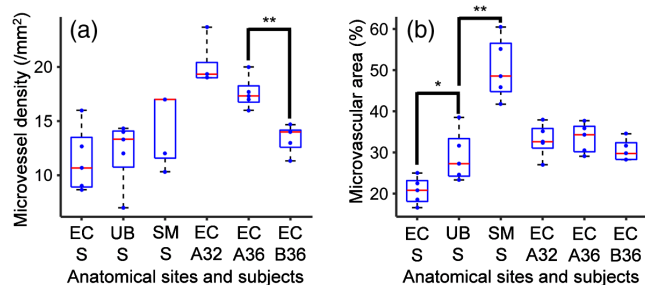 (a)
**
Microvessel density (/mm²)
20
15
10
EC UB SM EC EC EC
S S S A32 A36 B36
Anatomical sites and subjects
(b)
**
*
Microvascular area (%)
60
50
40
30
20
EC UB SM EC EC EC
S S S A32 A36 B36
Anatomical sites and subjects